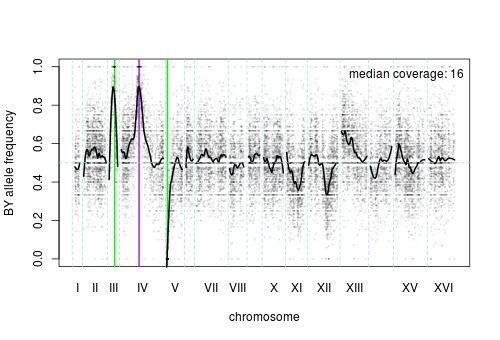 median coverage: 16
1.0
0.8
0.6
0.4
0.2
0.0
BY allele frequency
I II III IV V VII VIII X XI XII XIII XV XVI
chromosome